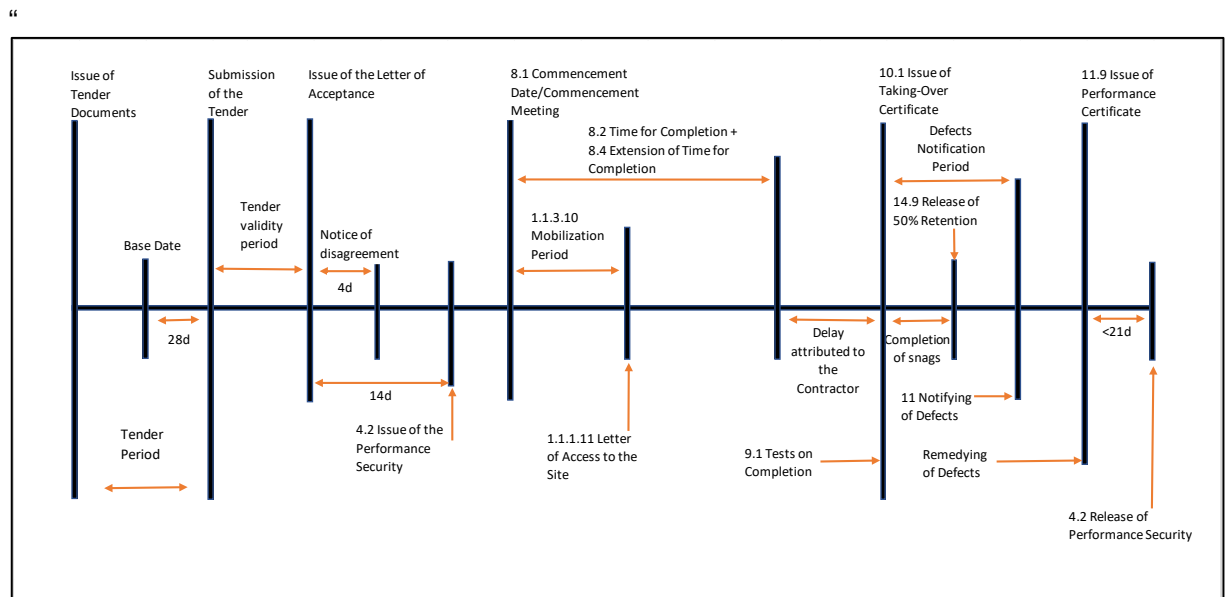 “
Issue of
Tender
Documents
Submission
of the
Tender
Issue of the Letter of
Acceptance
8.1 Commencement
Date/Commencement
Meeting
10.1 Issue of
Taking-Over
Certificate
11.9 Issue of
Performance
Certificate
8.2 Time for Completion +
8.4 Extension of Time for
Completion
Defects
Notification
Period
14.9 Release of
50% Retention
Tender
validity
period
Base Date
Notice of
disagreement
4d
1.1.3.10
Mobilization
Period
28d
14d
Delay
attributed to
the
Contractor
Completion
of snags
<21d
Tender
Period
4.2 Issue of the
Performance
Security
1.1.1.11 Letter
of Access to the
Site
9.1 Tests on
Completion
11 Notifying
of Defects
Remedying
of Defects
4.2 Release of
Performance Security